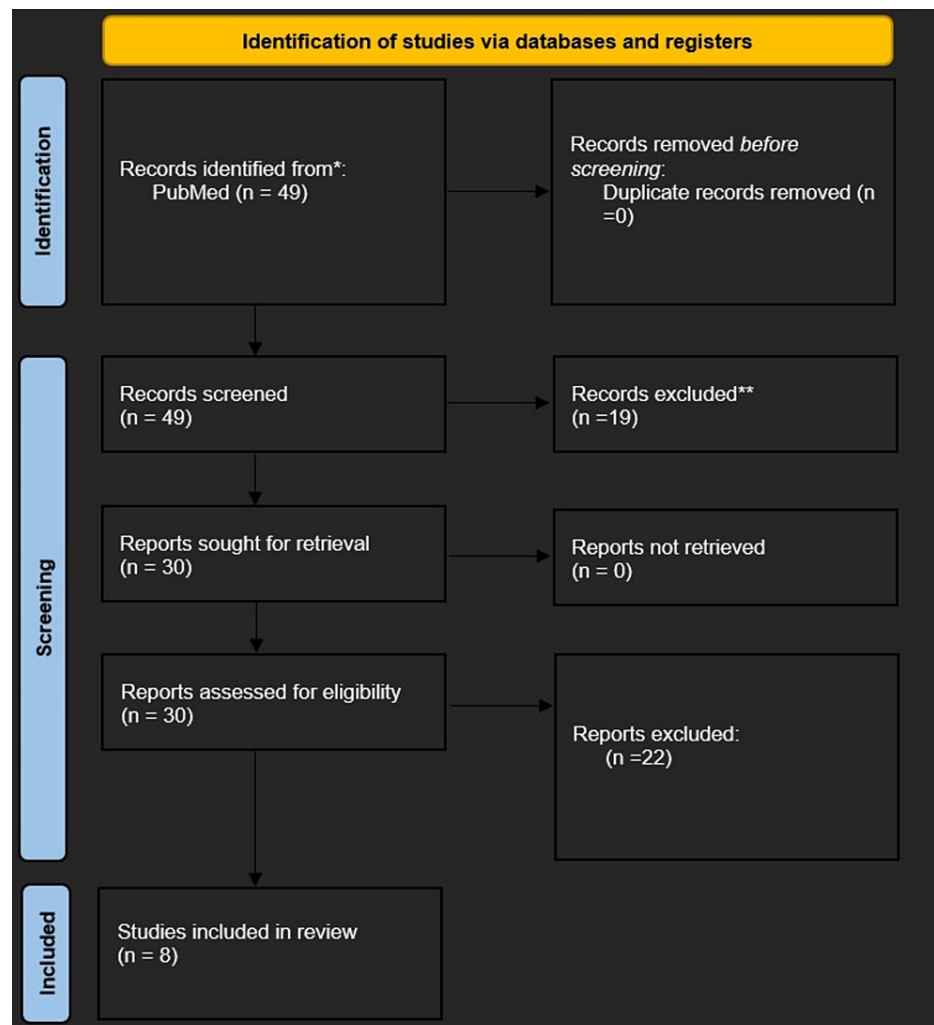 Identification of studies via databases and registers
Identification
Records identified from*:
PubMed (n = 49)
Records removed before
screening:
Duplicate records removed (n
=0)
Screening
Records screened
(n = 49)
Records excluded**
(n =19)
Reports sought for retrieval
(n = 30)
Reports not retrieved
(n = 0)
Reports assessed for eligibility
(n = 30)
Reports excluded:
(n =22)
Included
Studies included in review
(n = 8)